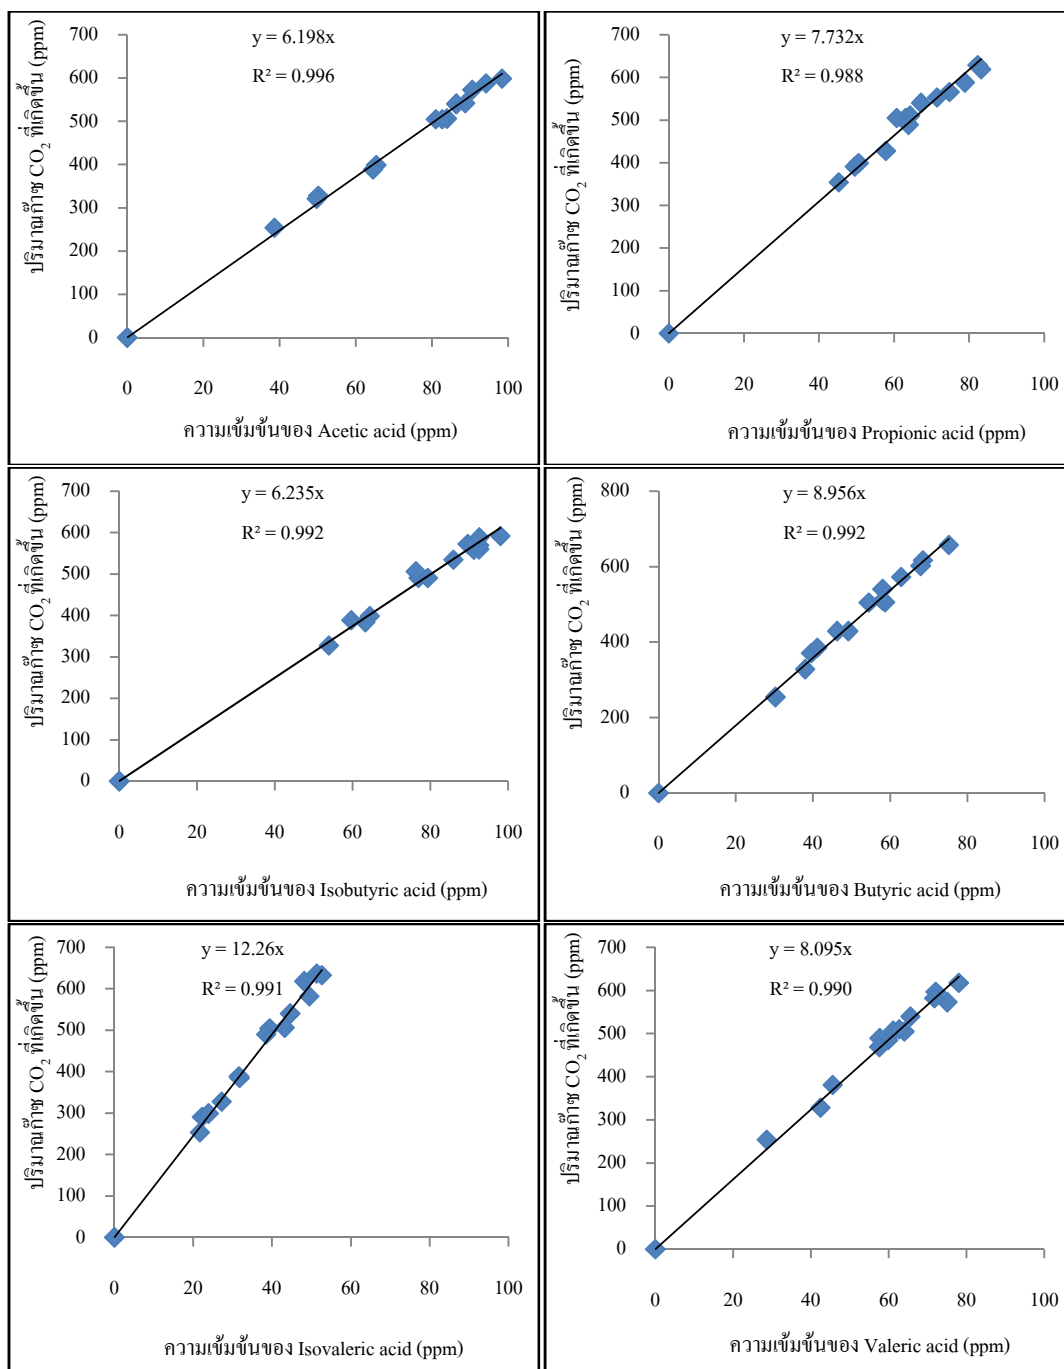 y = 6.198x
R² = 0.996
ปริมาณก๊าซ CO₂ ที่เกิดขึ้น (ppm)
700
600
500
400
300
200
100
0
0 20 40 60 80 100
ความเข้มข้นของ Acetic acid (ppm)
y = 7.732x
R² = 0.988
ปริมาณก๊าซ CO₂ ที่เกิดขึ้น (ppm)
700
600
500
400
300
200
100
0
0 20 40 60 80 100
ความเข้มข้นของ Propionic acid (ppm)
y = 6.235x
R² = 0.992
ปริมาณก๊าซ CO₂ ที่เกิดขึ้น (ppm)
700
600
500
400
300
200
100
0
0 20 40 60 80 100
ความเข้มข้นของ Isobutyric acid (ppm)
y = 8.956x
R² = 0.992
ปริมาณก๊าซ CO₂ ที่เกิดขึ้น (ppm)
800
600
400
200
0
0 20 40 60 80 100
ความเข้มข้นของ Butyric acid (ppm)
y = 12.26x
R² = 0.991
ปริมาณก๊าซ CO₂ ที่เกิดขึ้น (ppm)
700
600
500
400
300
200
100
0
0 20 40 60 80 100
ความเข้มข้นของ Isovaleric acid (ppm)
y = 8.095x
R² = 0.990
ปริมาณก๊าซ CO₂ ที่เกิดขึ้น (ppm)
700
600
500
400
300
200
100
0
0 20 40 60 80 100
ความเข้มข้นของ Valeric acid (ppm)